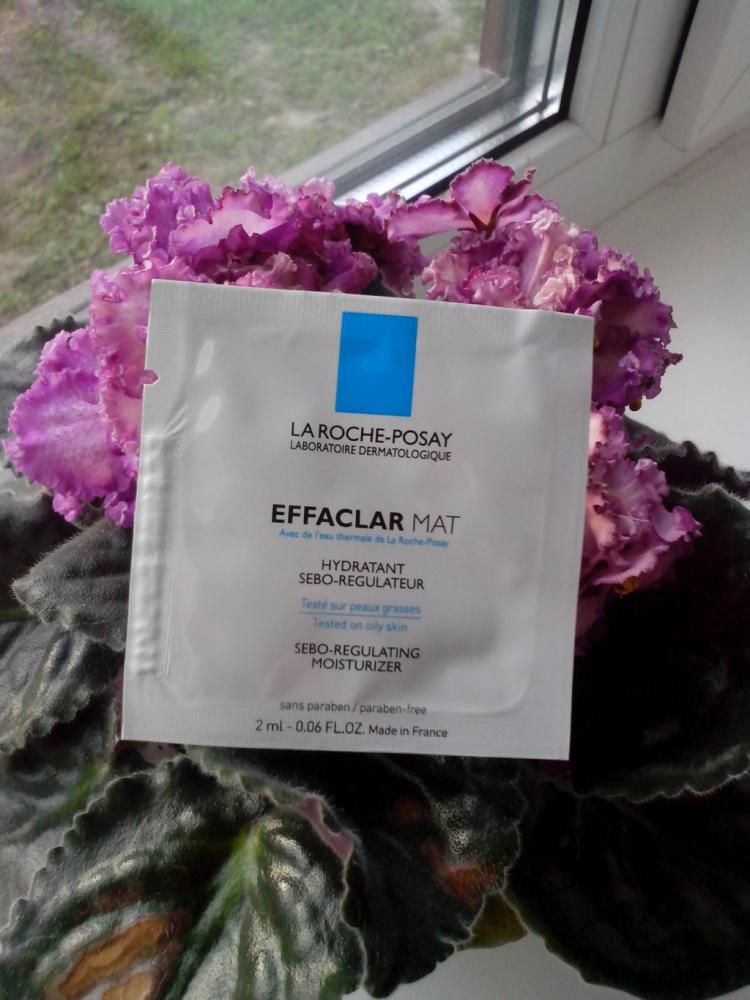 LA ROCHE-POSAY
LABORATOIRE DERMATOLOGIQUE
EFFACLAR MAT
Avec de l'eau thermale de La Roche-Posay
HYDRATANT
SEBO-REGULATEUR
Testé sur peaux grasses
Tested on oily skin
SEBO-REGULATING
MOISTURIZER
sans paraben / paraben-free
2 ml - 0.06 FL.OZ. Made in France